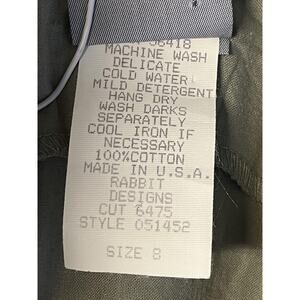 56418
MACHINE WASH
DELICATE
COLD WATER
MILD DETERGENT
HANG DRY
WASH DARKS
SEPARATELY
COOL IRON IF
NECESSARY
100%COTTON
MADE IN U.S.A.
RABBIT
DESIGNS
CUT 6475
STYLE 051452
SIZE 8